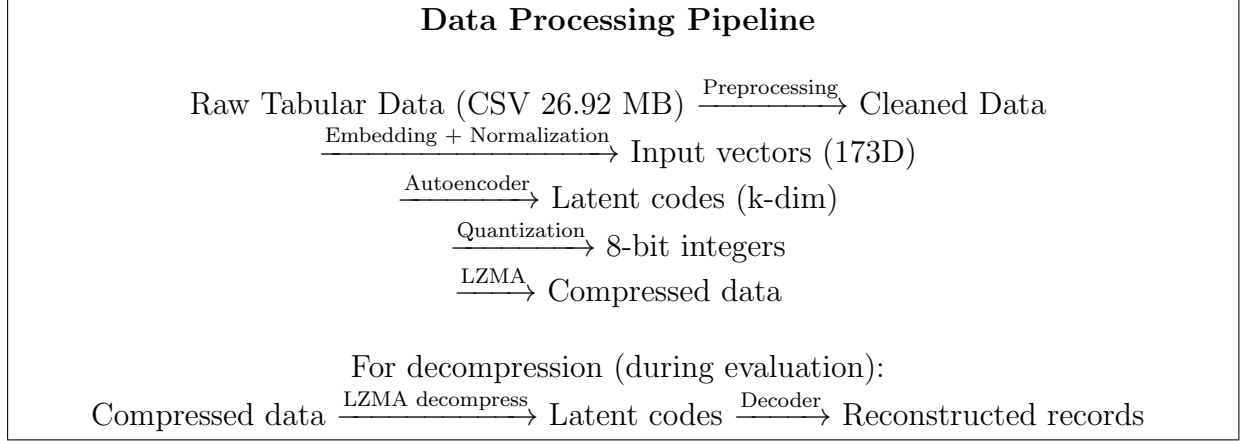 Data Processing Pipeline
Raw Tabular Data (CSV 26.92 MB) Preprocessing Cleaned Data
Embedding + Normalization Input vectors (173D)
Autoencoder Latent codes (k-dim)
Quantization 8-bit integers
LZMA Compressed data
For decompression (during evaluation):
Compressed data LZMA decompress Latent codes Decoder Reconstructed records